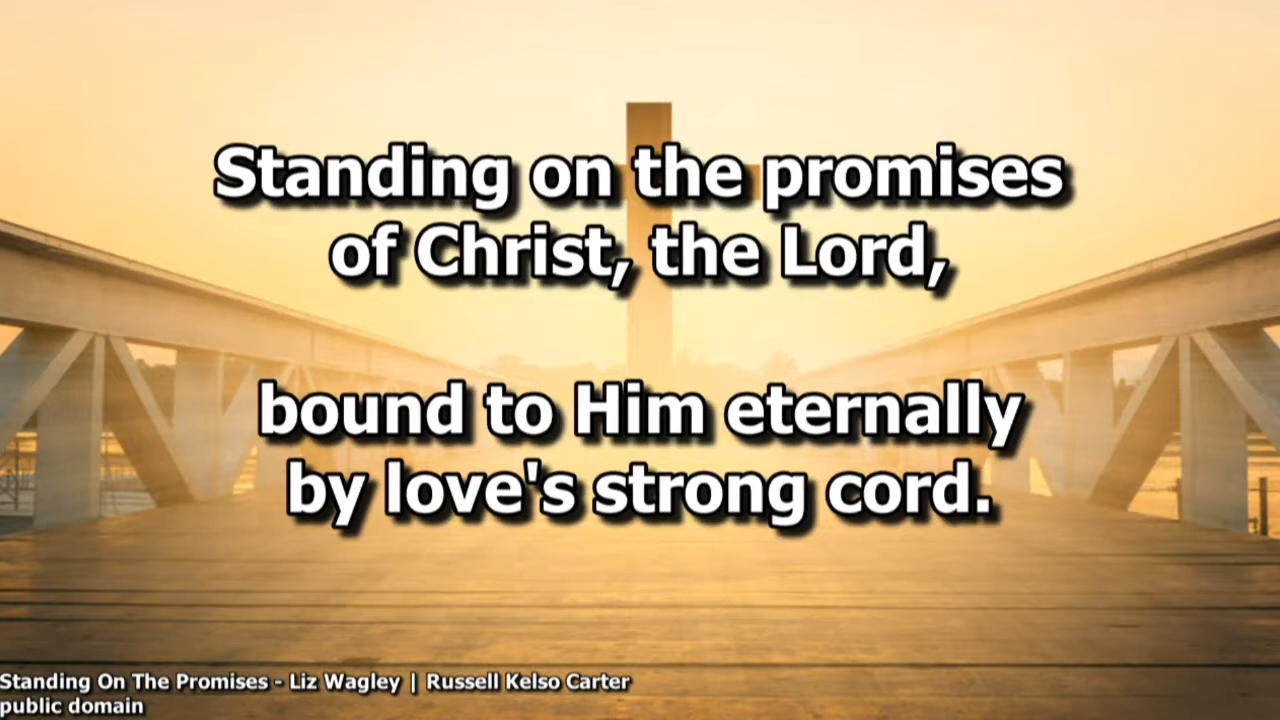 Standing on the promises
of Christ, the Lord,
bound to Him eternally
by love's strong cord.
Standing On The Promises - Liz Wagley | Russell Kelso Carter
public domain